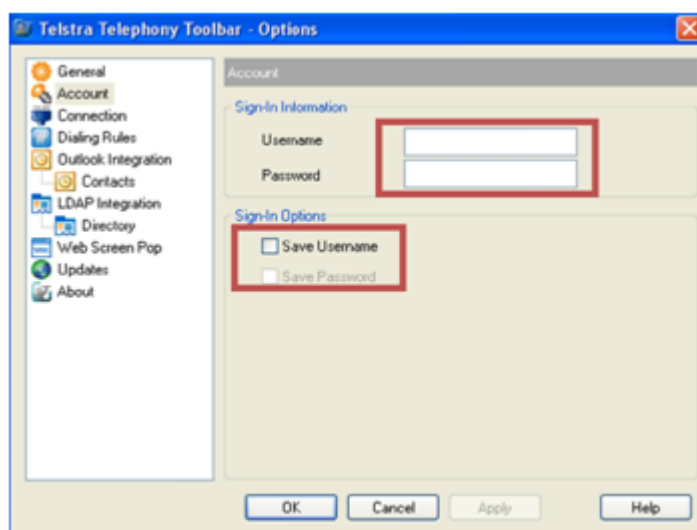 Telstra Telephony Toolbar - Options
General
Account
Connection
Dialing Rules
Outlook Integration
Contacts
LDAP Integration
Directory
Web Screen Pop
Updates
About
Account
Sign-In Information
Username
Password
Sign-In Options
Save Username
Save Password
OK
Cancel
Apply
Help